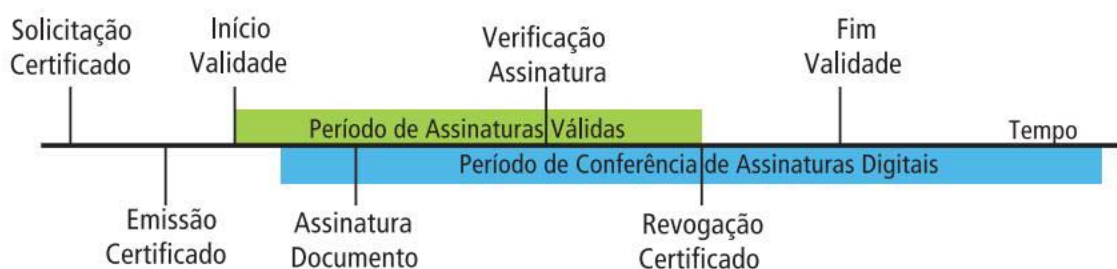 Solicitação
Certificado
Início
Validade
Verificação
Assinatura
Fim
Validade
Período de Assinaturas Válidas
Tempo
Período de Conferência de Assinaturas Digitais
Emissão
Certificado
Assinatura
Documento
Revogação
Certificado